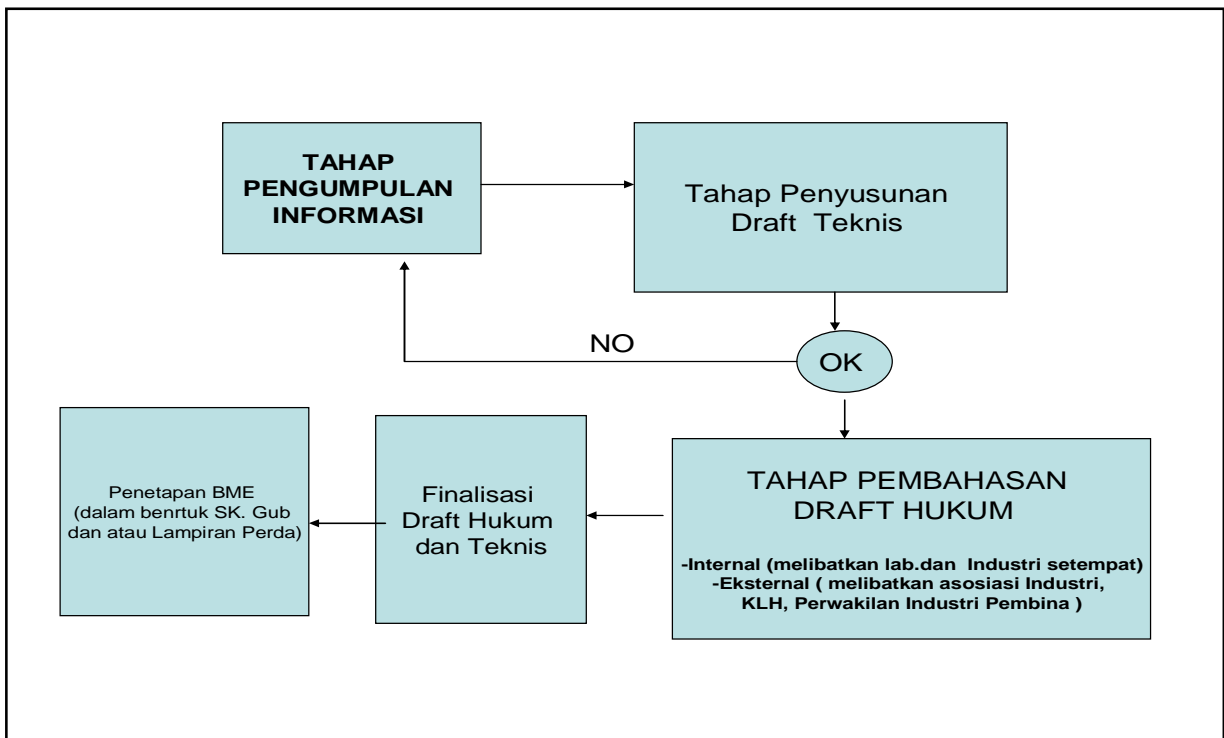 TAHAP
PENGUMPULAN
INFORMASI
Tahap Penyusunan
Draft Teknis
NO
OK
TAHAP PEMBAHASAN
DRAFT HUKUM
-Internal (melibatkan lab.dan Industri setempat)
-Eksternal ( melibatkan asosiasi Industri,
KLH, Perwakilan Industri Pembina )
Finalisasi
Draft Hukum
dan Teknis
Penetapan BME
(dalam benrtuk SK. Gub
dan atau Lampiran Perda)